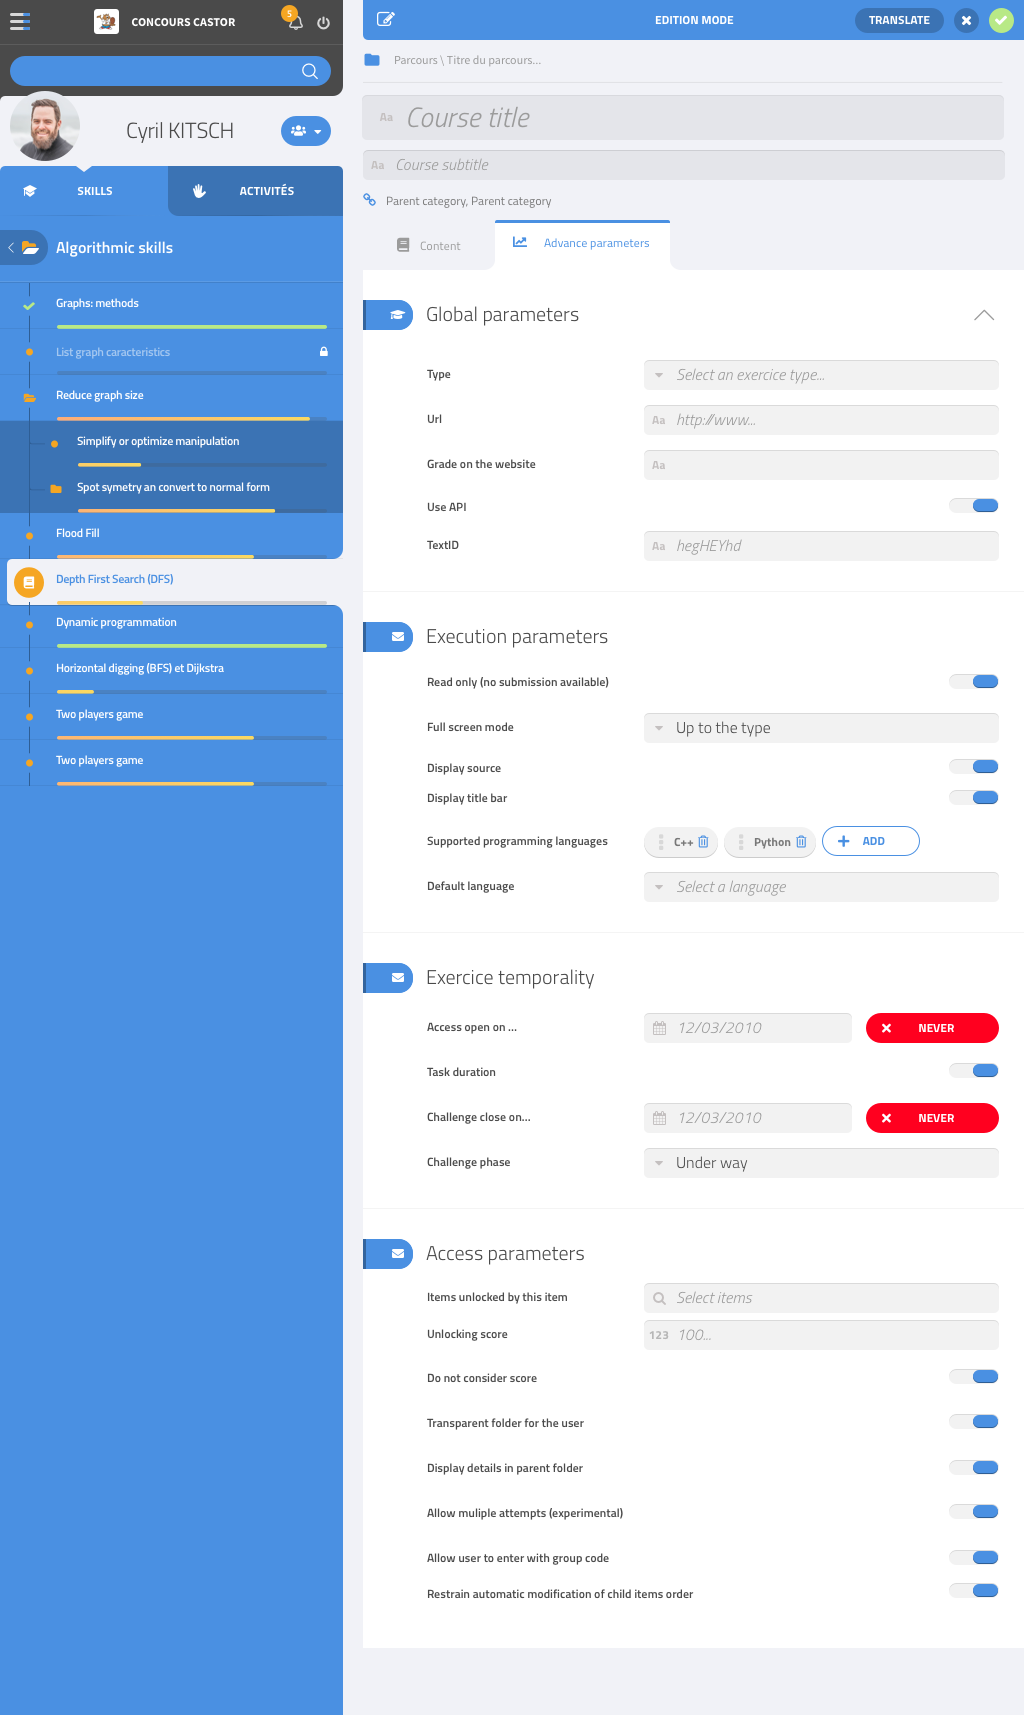 CONCOURS CASTOR
5
Cyril KITSCH
SKILLS
ACTIVITÉS
Algorithmic skills
Graphs: methods
List graph caracteristics
Reduce graph size
Simplify or optimize manipulation
Spot symetry an convert to normal form
Flood Fill
Depth First Search (DFS)
Dynamic programmation
Horizontal digging (BFS) et Dijkstra
Two players game
Two players game
EDITION MODE
TRANSLATE
Parcours \ Titre du parcours...
Aa Course title
Aa Course subtitle
Parent category, Parent category
Content
Advance parameters
Global parameters
Type
Select an exercice type...
Url
Aa http://www...
Grade on the website
Aa
Use API
TextID
Aa hegHEYhd
Execution parameters
Read only (no submission available)
Full screen mode
Up to the type
Display source
Display title bar
Supported programming languages
C++
Python
ADD
Default language
Select a language
Exercice temporality
Access open on ...
12/03/2010
NEVER
Task duration
Challenge close on...
12/03/2010
NEVER
Challenge phase
Under way
Access parameters
Items unlocked by this item
Select items
Unlocking score
123 100...
Do not consider score
Transparent folder for the user
Display details in parent folder
Allow muliple attempts (experimental)
Allow user to enter with group code
Restrain automatic modification of child items order